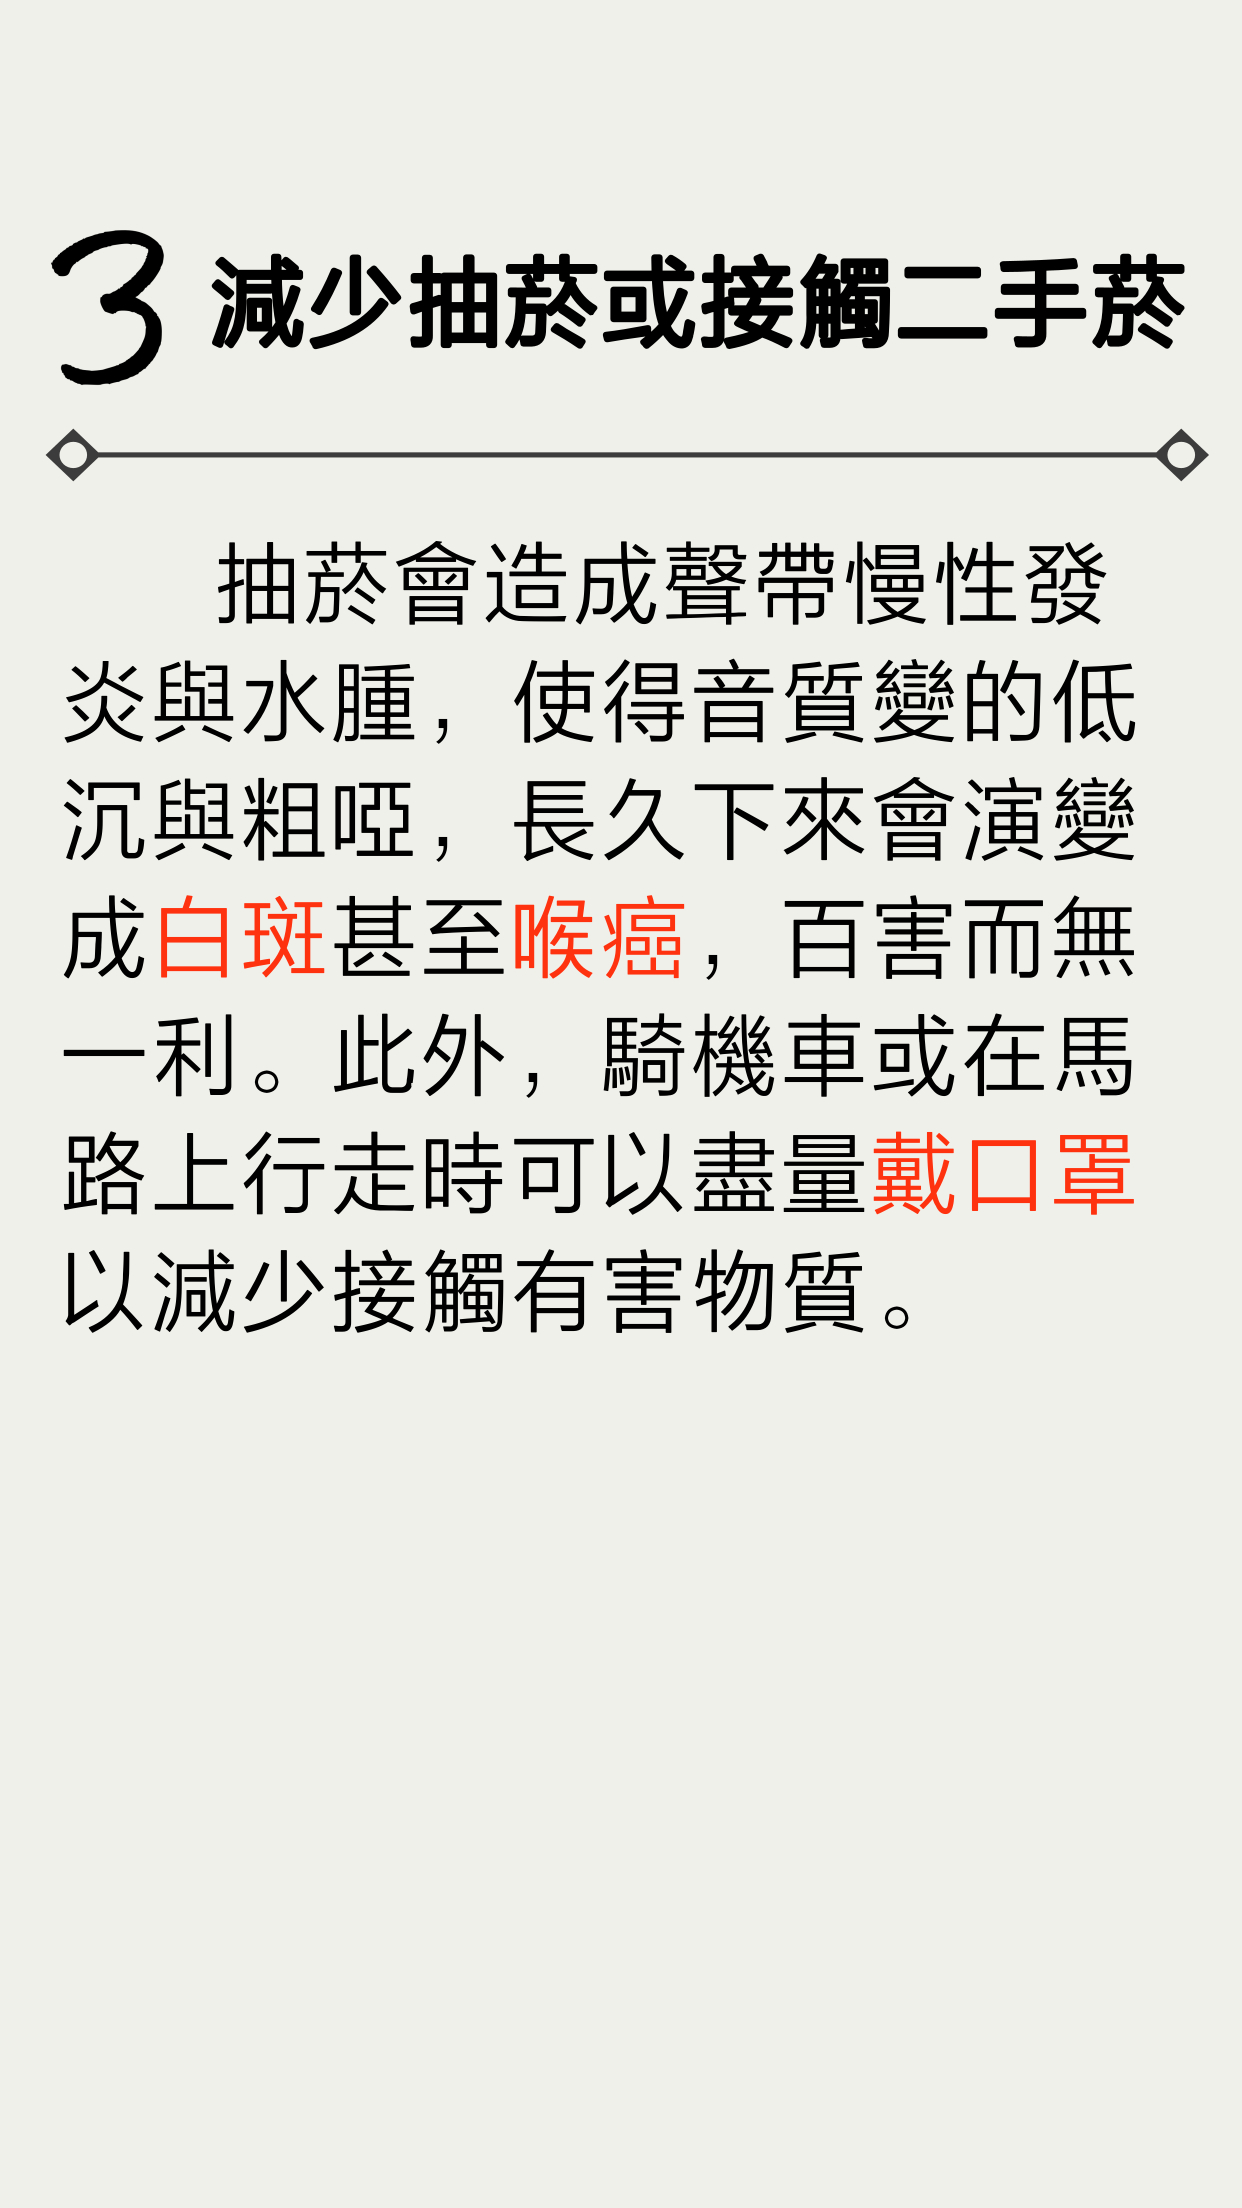 3 減少抽菸或接觸二手菸
抽菸會造成聲帶慢性發
炎與水腫，使得音質變的低
沉與粗啞，長久下來會演變
成白斑甚至喉癌，百害而無
一利。此外，騎機車或在馬
路上行走時可以盡量戴口罩
以減少接觸有害物質。